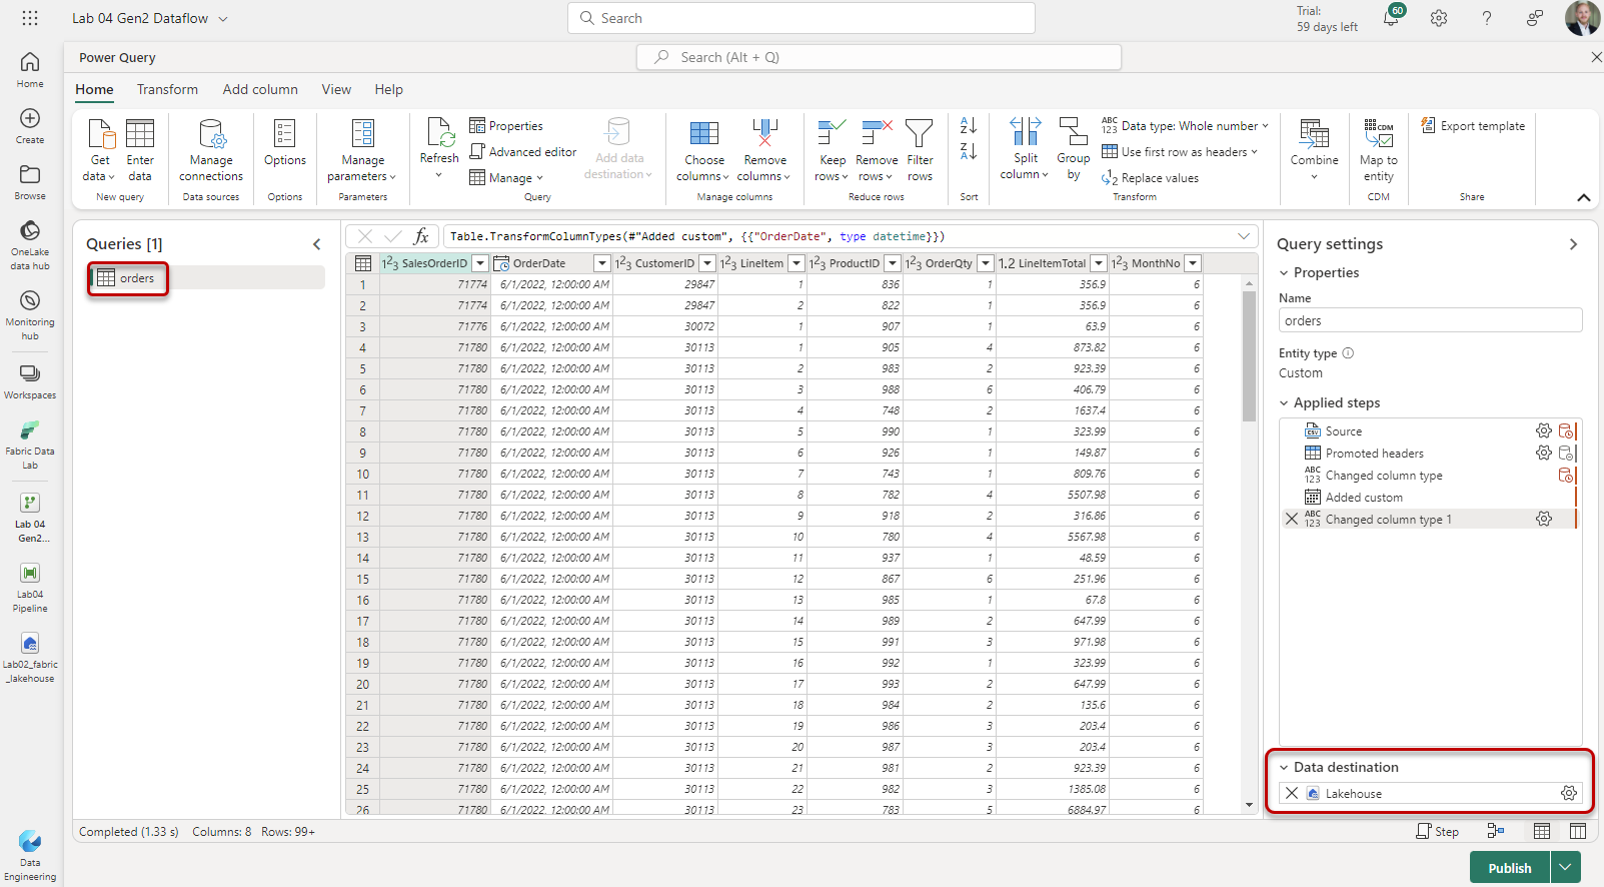 Lab 04 Gen2 Dataflow
Search
Trial:
59 days left
60
Power Query
Search (Alt + Q)
Home
Transform
Add column
View
Help
Get data
Enter data
New query
Manage connections
Data sources
Options
Options
Manage parameters
Parameters
Refresh
Properties
Advanced editor
Manage
Add data destination
Query
Choose columns
Remove columns
Manage columns
Keep rows
Remove rows
Filter rows
Reduce rows
Sort
Split column
Group by
Data type: Whole number
Use first row as headers
Replace values
Transform
Combine
Map to entity
CDM
Export template
Share
Home
Create
Browse
OneLake
data hub
Monitoring
hub
Workspaces
Fabric Data
Lab
Lab 04
Gen2...
Lab04
Pipeline
Lab02_fabric
_lakehouse
Data
Engineering
Queries [1]
orders
fx
Table.TransformColumnTypes(#"Added custom", {{"OrderDate", type datetime}})
SalesOrderID OrderDate CustomerID LineItem ProductID OrderQty 1.2 LineItemTotal MonthNo
1 71774 6/1/2022, 12:00:00 AM 29847 1 836 1 356.9 6
2 71774 6/1/2022, 12:00:00 AM 29847 2 822 1 356.9 6
3 71776 6/1/2022, 12:00:00 AM 30072 1 907 1 63.9 6
4 71780 6/1/2022, 12:00:00 AM 30113 1 905 4 873.82 6
5 71780 6/1/2022, 12:00:00 AM 30113 2 983 2 923.39 6
6 71780 6/1/2022, 12:00:00 AM 30113 3 988 6 406.79 6
7 71780 6/1/2022, 12:00:00 AM 30113 4 748 2 1637.4 6
8 71780 6/1/2022, 12:00:00 AM 30113 5 990 1 323.99 6
9 71780 6/1/2022, 12:00:00 AM 30113 6 926 1 149.87 6
10 71780 6/1/2022, 12:00:00 AM 30113 7 743 1 809.76 6
11 71780 6/1/2022, 12:00:00 AM 30113 8 782 4 5507.98 6
12 71780 6/1/2022, 12:00:00 AM 30113 9 918 2 316.86 6
13 71780 6/1/2022, 12:00:00 AM 30113 10 780 4 5567.98 6
14 71780 6/1/2022, 12:00:00 AM 30113 11 937 1 48.59 6
15 71780 6/1/2022, 12:00:00 AM 30113 12 867 6 251.96 6
16 71780 6/1/2022, 12:00:00 AM 30113 13 985 1 67.8 6
17 71780 6/1/2022, 12:00:00 AM 30113 14 989 2 647.99 6
18 71780 6/1/2022, 12:00:00 AM 30113 15 991 3 971.98 6
19 71780 6/1/2022, 12:00:00 AM 30113 16 992 1 323.99 6
20 71780 6/1/2022, 12:00:00 AM 30113 17 993 2 647.99 6
21 71780 6/1/2022, 12:00:00 AM 30113 18 984 2 135.6 6
22 71780 6/1/2022, 12:00:00 AM 30113 19 986 3 203.4 6
23 71780 6/1/2022, 12:00:00 AM 30113 20 987 3 203.4 6
24 71780 6/1/2022, 12:00:00 AM 30113 21 981 2 923.39 6
25 71780 6/1/2022, 12:00:00 AM 30113 22 982 3 1385.08 6
26 71780 6/1/2022, 12:00:00 AM 30113 23 783 5 6884.97 6
Query settings
Properties
Name
orders
Entity type
Custom
Applied steps
Source
Promoted headers
Changed column type
Added custom
Changed column type 1
Data destination
Lakehouse
Completed (1.33 s) Columns: 8 Rows: 99+
Step
Publish